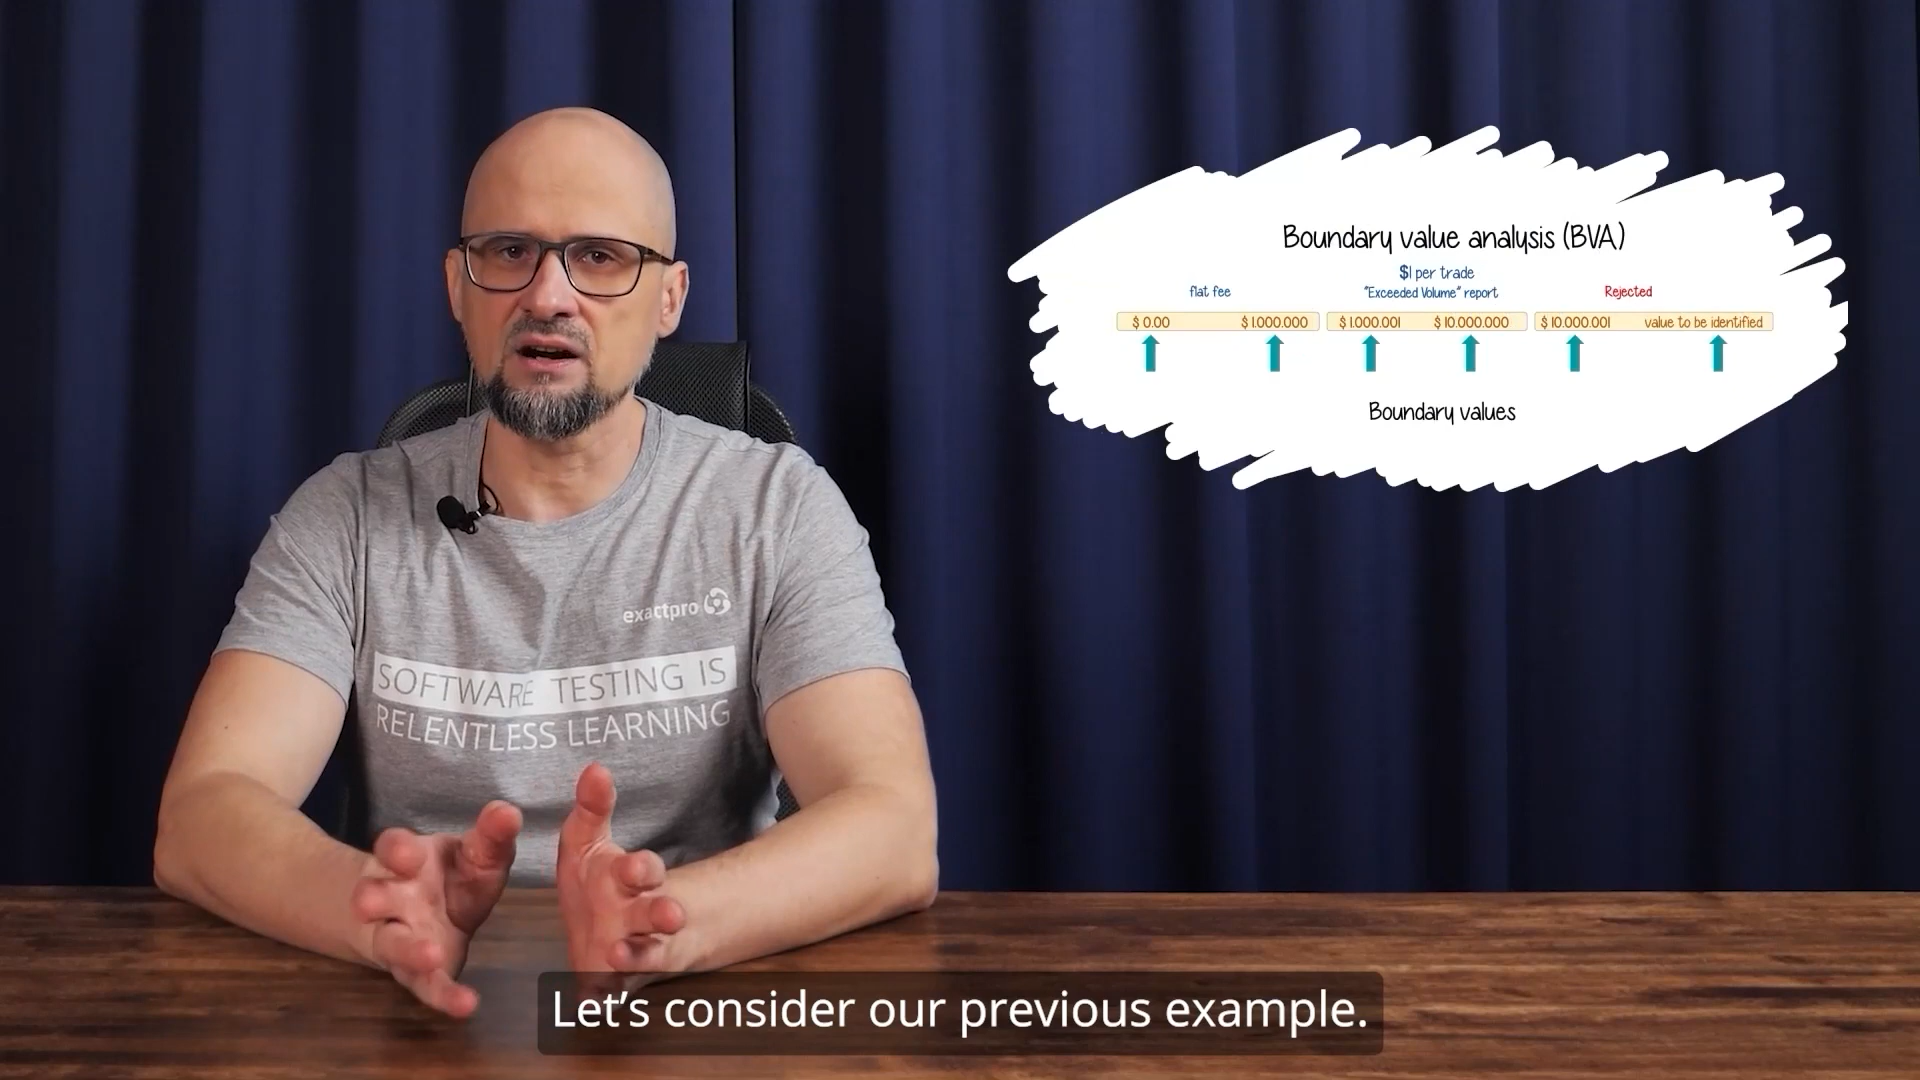 Boundary value analysis (BVA)
$1 per trade
flat fee
"Exceeded Volume" report
Rejected
$ 0.00 $ 1.000.000 $ 1.000.001 $ 10.000.000 $ 10.000.001 value to be identified
Boundary values
exactpro
SOFTWARE TESTING IS
RELENTLESS LEARNING
Let's consider our previous example.